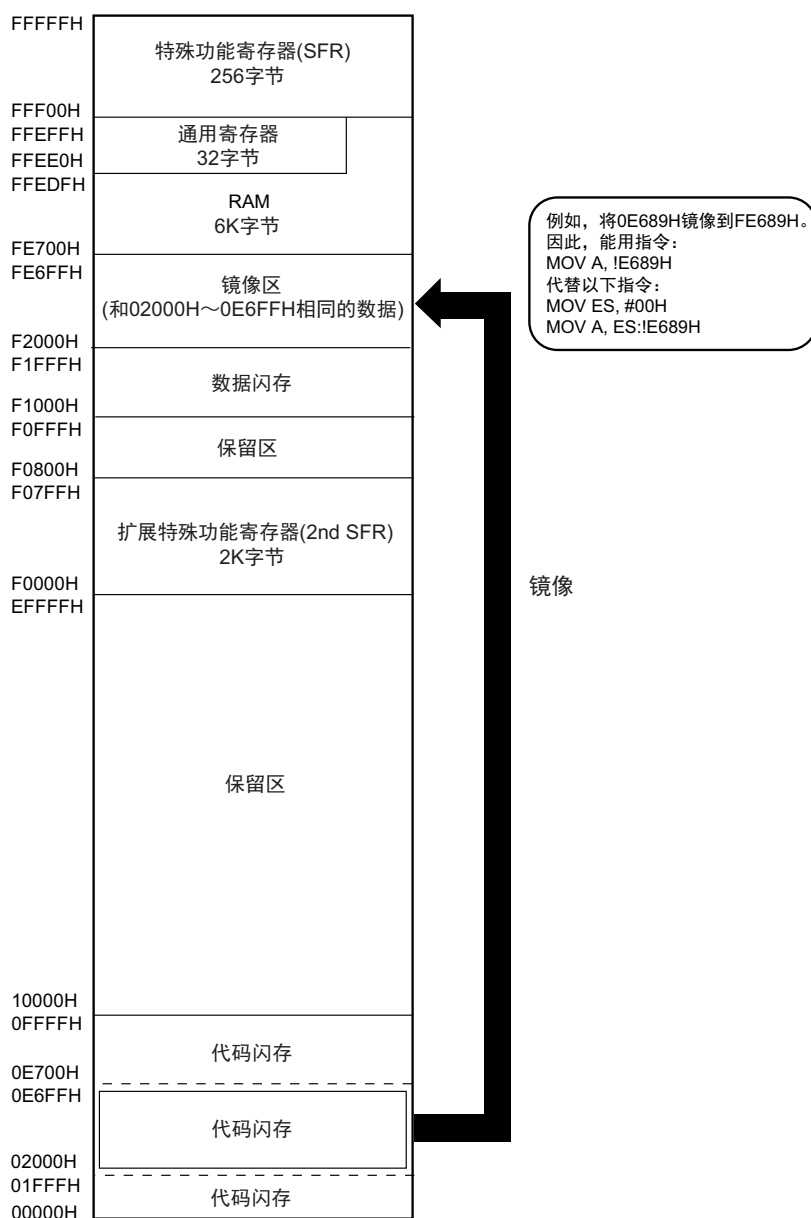 FFFFFH
特殊功能寄存器(SFR)
256字节
FFF00H
FFEFFH
通用寄存器
32字节
FFEE0H
FFEDFH
RAM
6K字节
FE700H
FE6FFH
镜像区
(和02000H～0E6FFH相同的数据)
F2000H
F1FFFH
数据闪存
F1000H
F0FFFH
保留区
F0800H
F07FFH
扩展特殊功能寄存器(2nd SFR)
2K字节
F0000H
EFFFFH
保留区
10000H
0FFFFH
代码闪存
0E700H
0E6FFH
代码闪存
02000H
01FFFH
代码闪存
00000H
例如，将0E689H镜像到FE689H。
因此，能用指令：
MOV A, !E689H
代替以下指令：
MOV ES, #00H
MOV A, ES:!E689H
镜像